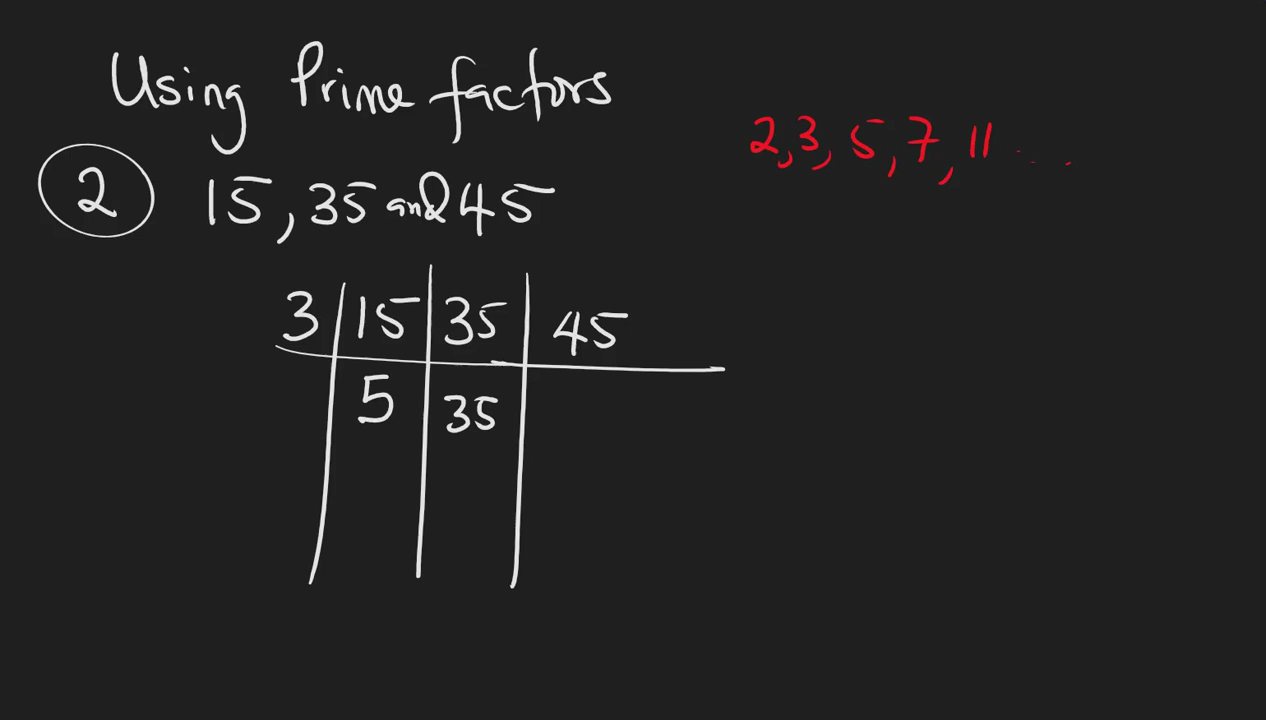 Using Prime factors
2, 3, 5, 7, 11 .....
2 15, 35 and 45
3 15 35 45
5 35